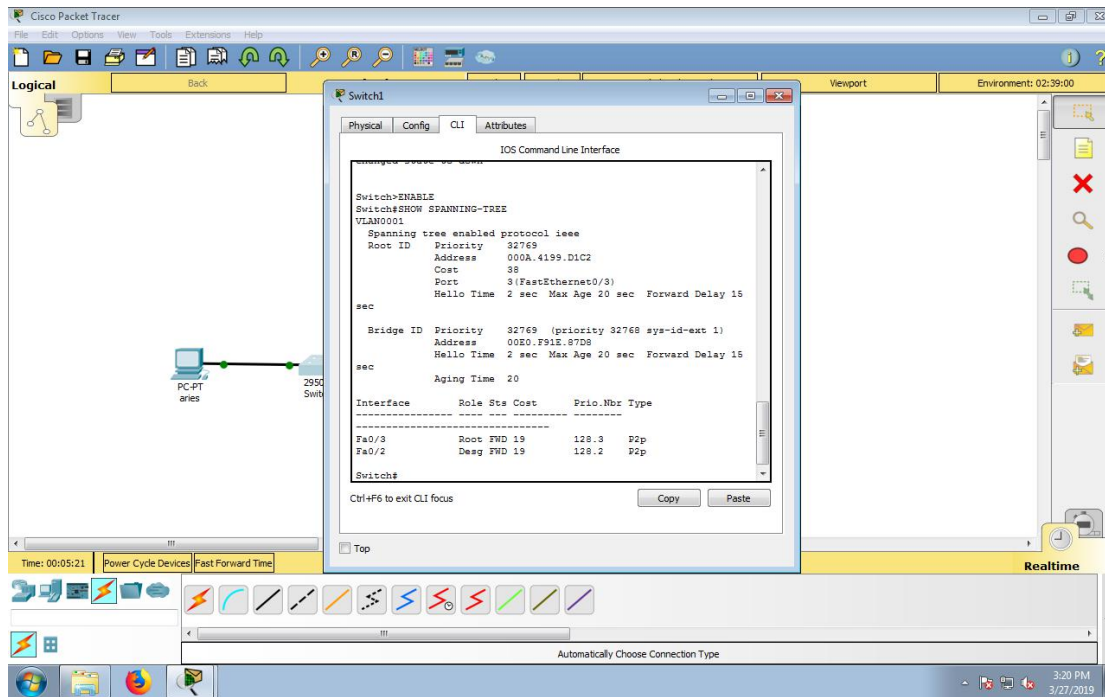 Cisco Packet Tracer
File Edit Options View Tools Extensions Help
Logical
Back
Viewport
Environment: 02:39:00
Switch1
Physical Config CLI Attributes
IOS Command Line Interface
changed state to down
Switch>ENABLE
Switch#SHOW SPANNING-TREE
VLAN0001
Spanning tree enabled protocol ieee
Root ID Priority 32769
Address 000A.4199.D1C2
Cost 38
Port 3(FastEthernet0/3)
Hello Time 2 sec Max Age 20 sec Forward Delay 15
sec
Bridge ID Priority 32769 (priority 32768 sys-id-ext 1)
Address 00E0.F91E.87D8
Hello Time 2 sec Max Age 20 sec Forward Delay 15
sec
Aging Time 20
Interface Role Sts Cost Prio.Nbr Type
---------------- ---- --- --------- --------
--------------------------------
Fa0/3 Root FWD 19 128.3 P2p
Fa0/2 Desg FWD 19 128.2 P2p
Switch#
Ctrl+F6 to exit CLI focus
Copy
Paste
Top
PC-PT
aries
2950
Swit
Time: 00:05:21
Power Cycle Devices
Fast Forward Time
Realtime
Automatically Choose Connection Type
3:20 PM
3/27/2019